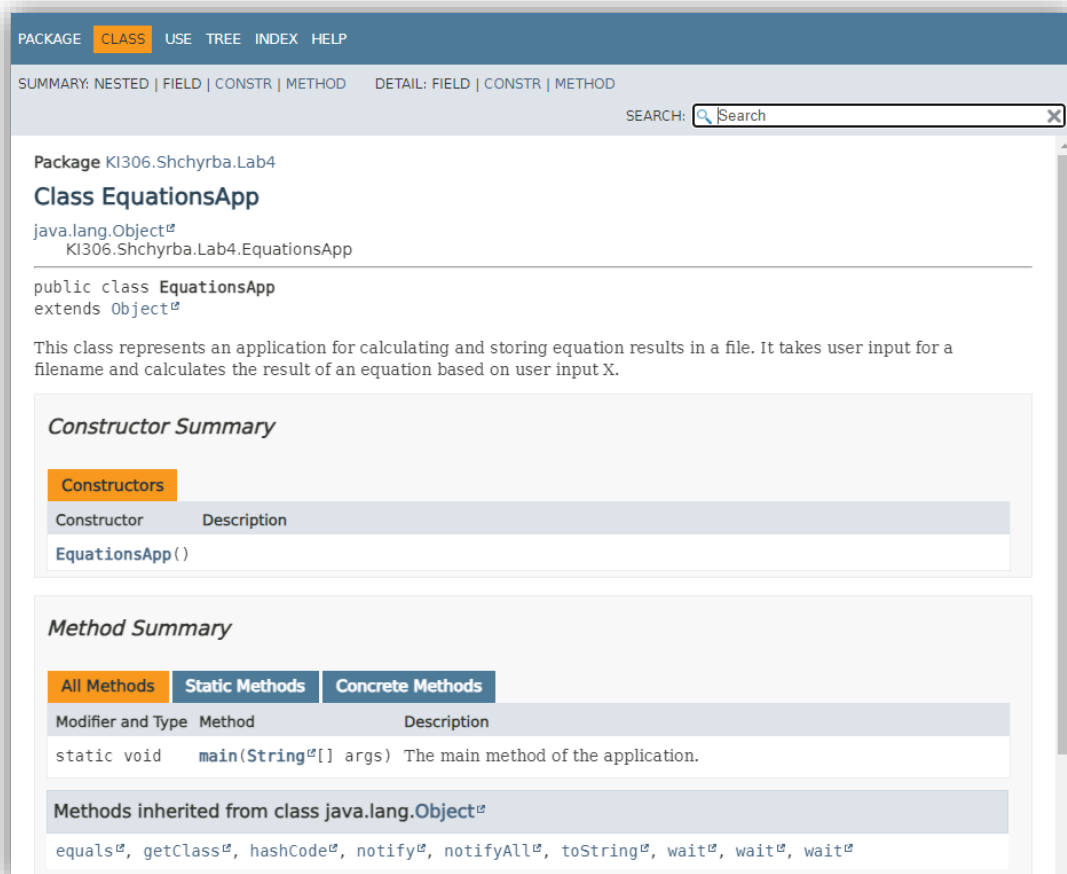 PACKAGE CLASS USE TREE INDEX HELP
SUMMARY: NESTED | FIELD | CONSTR | METHOD DETAIL: FIELD | CONSTR | METHOD
SEARCH: Search
Package KI306.Shchyrba.Lab4
Class EquationsApp
java.lang.Object
KI306.Shchyrba.Lab4.EquationsApp
public class EquationsApp
extends Object
This class represents an application for calculating and storing equation results in a file. It takes user input for a
filename and calculates the result of an equation based on user input X.
Constructor Summary
Constructors
Constructor Description
EquationsApp()
Method Summary
All Methods Static Methods Concrete Methods
Modifier and Type Method Description
static void main(String[] args) The main method of the application.
Methods inherited from class java.lang.Object
equals, getClass, hashCode, notify, notifyAll, toString, wait, wait, wait